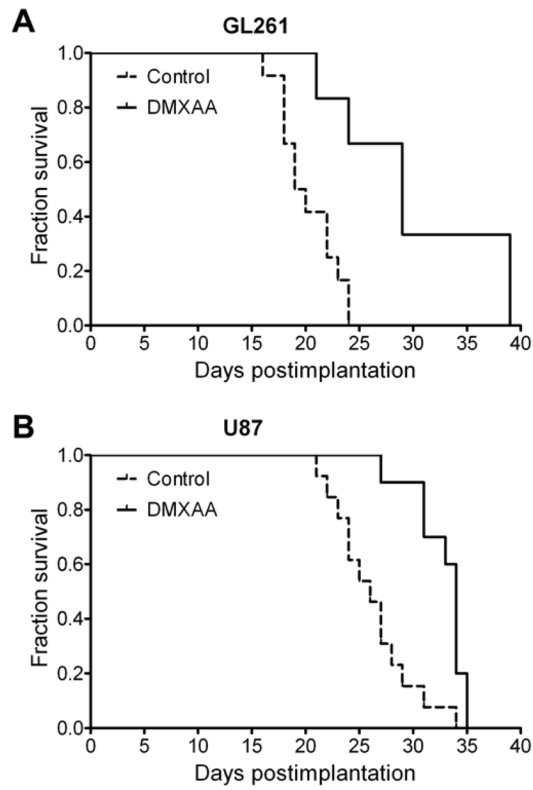 A
GL261
1.0
0.8
0.6
0.4
0.2
0.0
Fraction survival
Control
DMXAA
0 5 10 15 20 25 30 35 40
Days postimplantation
B
U87
1.0
0.8
0.6
0.4
0.2
0.0
Fraction survival
Control
DMXAA
0 5 10 15 20 25 30 35 40
Days postimplantation